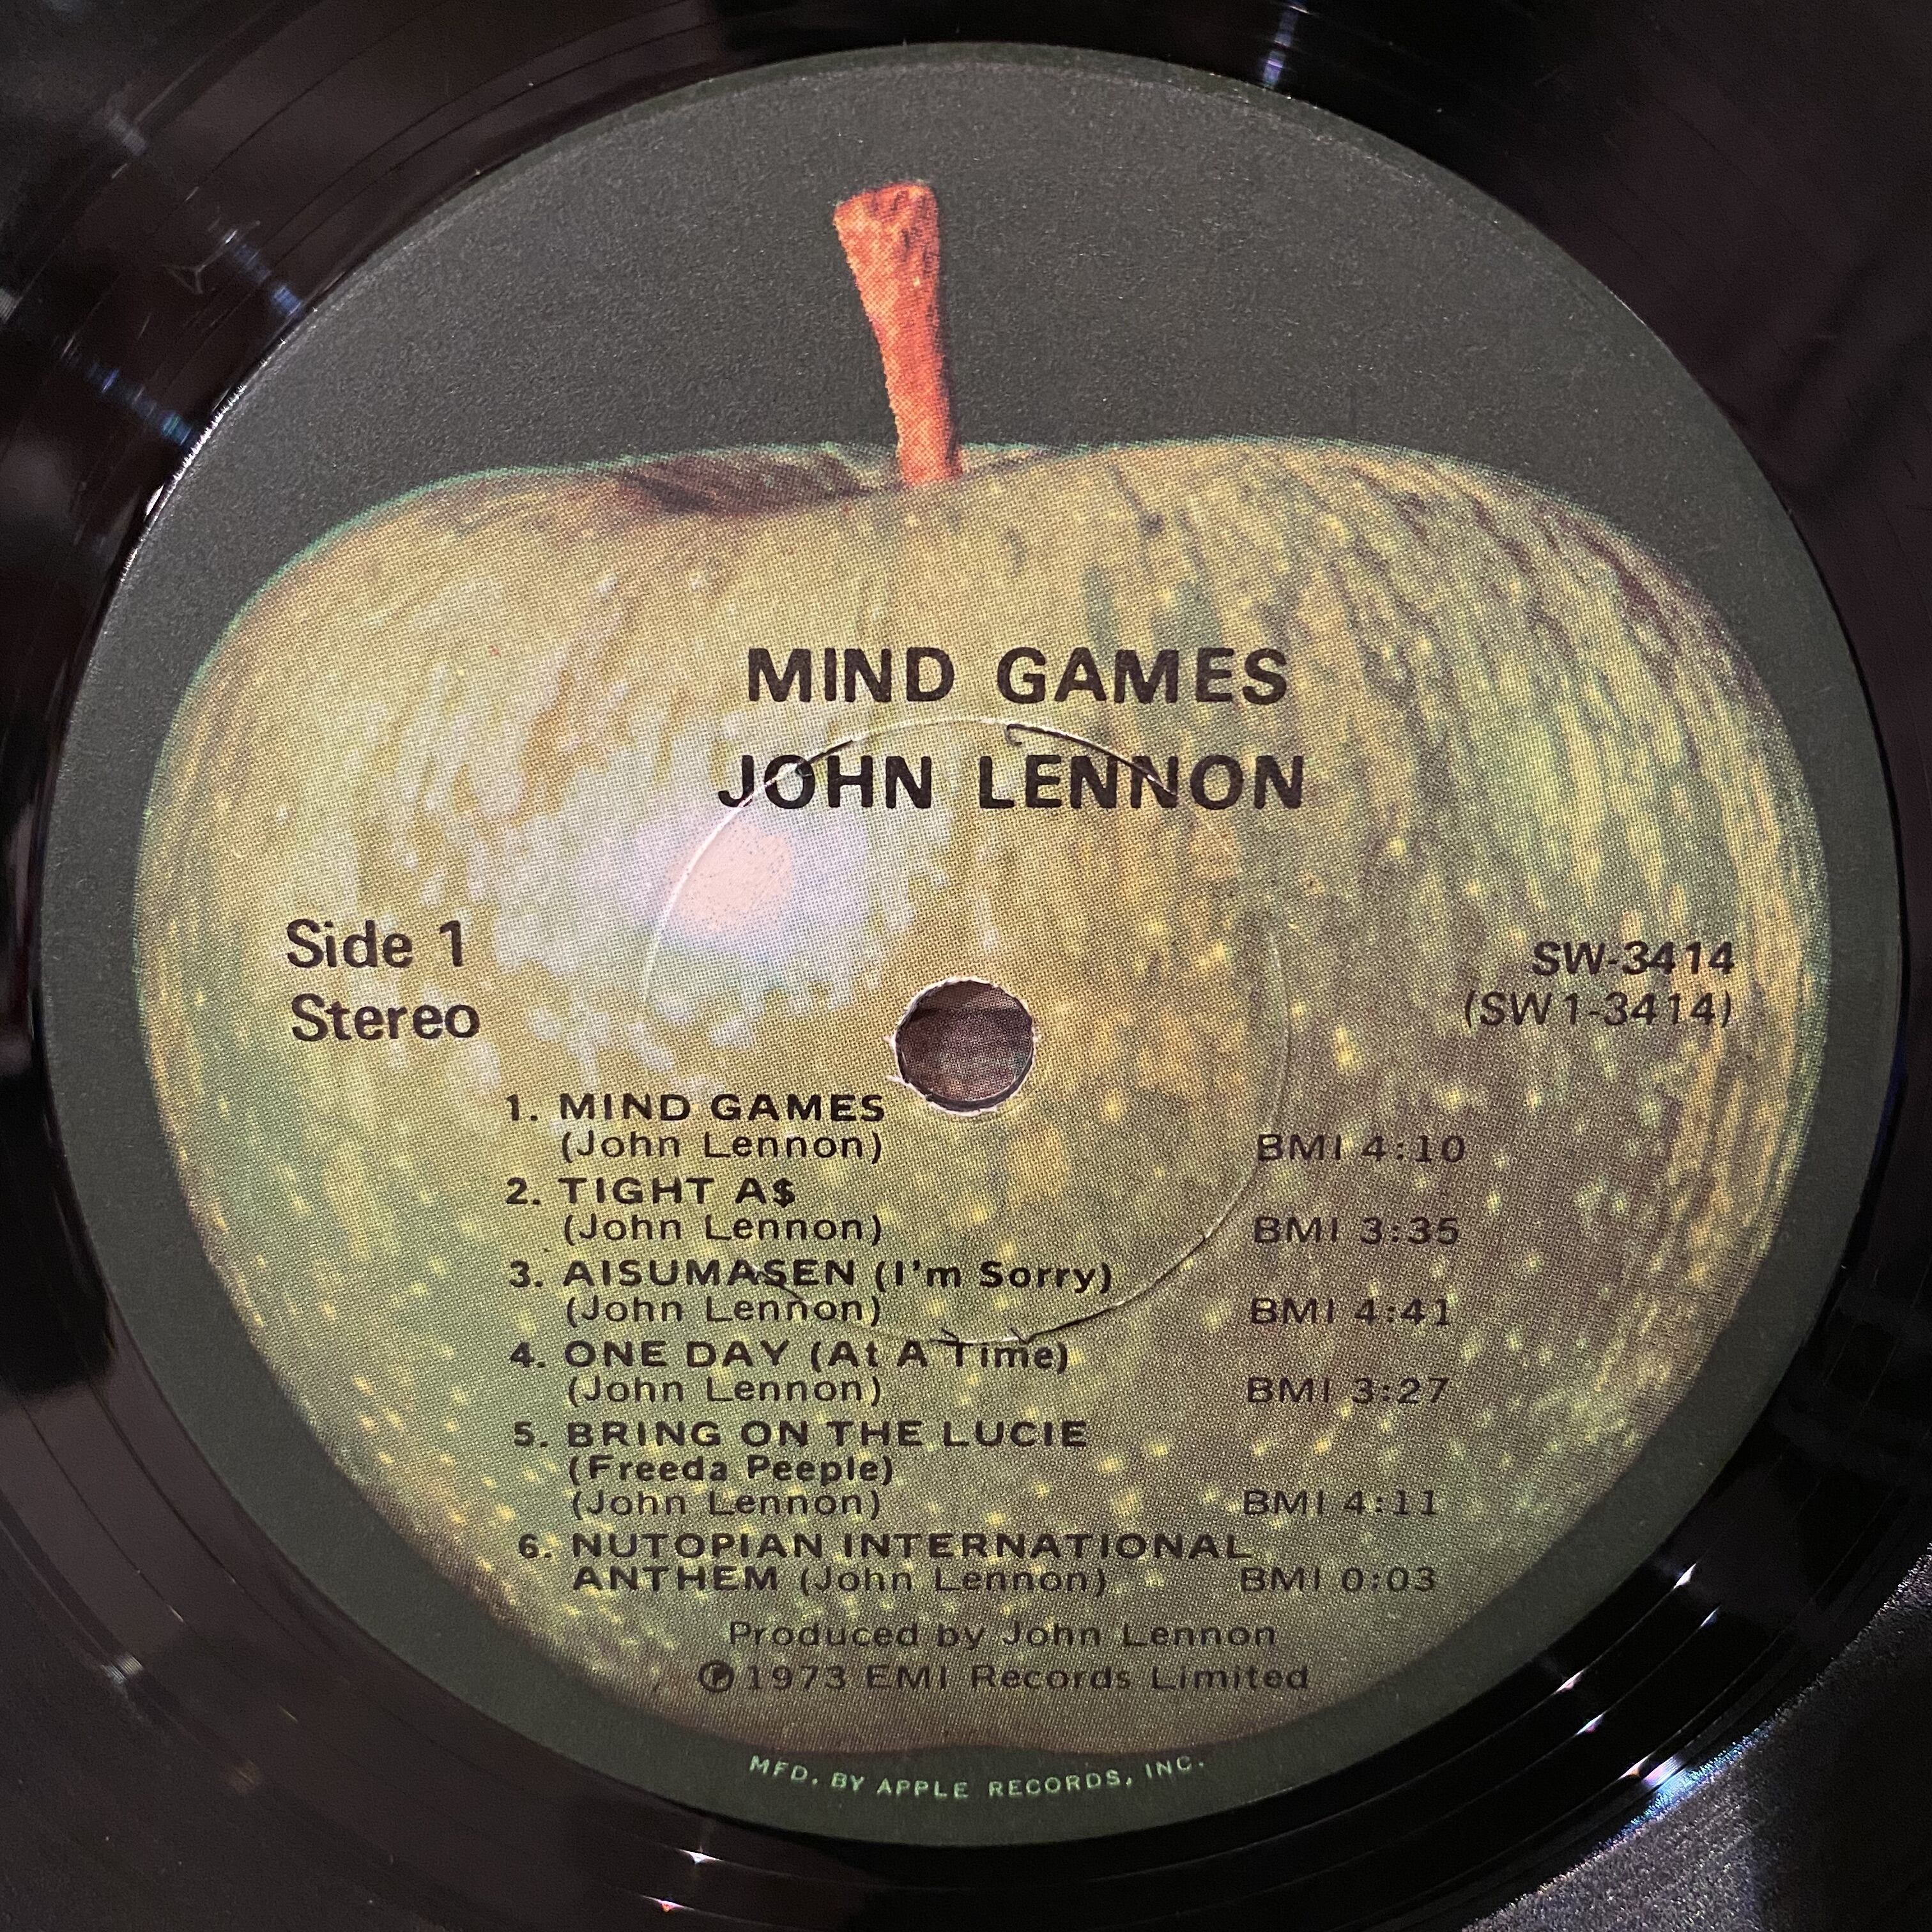 MIND GAMES
JOHN LENNON
Side 1
Stereo
SW-3414
(SW1-3414)
1. MIND GAMES
(John Lennon) BMI 4:10
2. TIGHT A$
(John Lennon) BMI 3:35
3. AISUMASEN (I'm Sorry)
(John Lennon) BMI 4:41
4. ONE DAY (At A Time)
(John Lennon) BMI 3:27
5. BRING ON THE LUCIE
(Freeda Peeple)
(John Lennon) BMI 4:11
6. NUTOPIAN INTERNATIONAL
ANTHEM (John Lennon) BMI 0:03
Produced by John Lennon
℗1973 EMI Records Limited
MFD. BY APPLE RECORDS, INC.